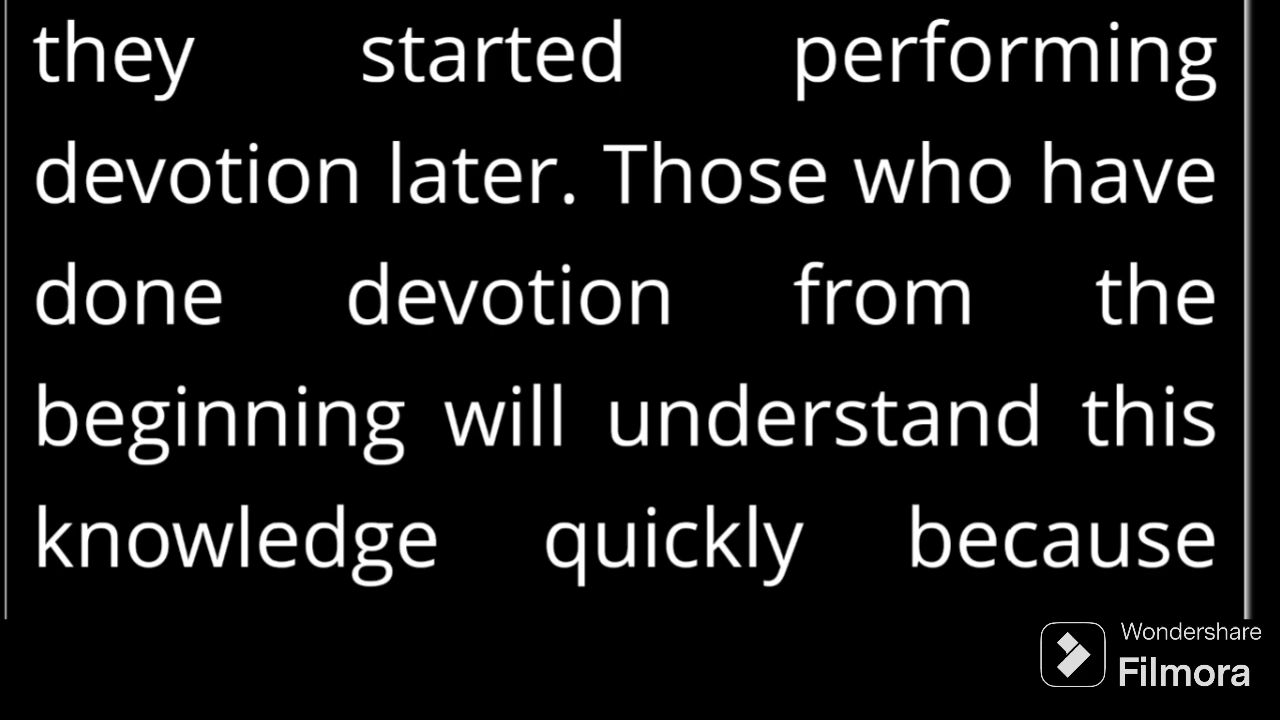 they started performing
devotion later. Those who have
done devotion from the
beginning will understand this
knowledge quickly because
Wondershare
Filmora